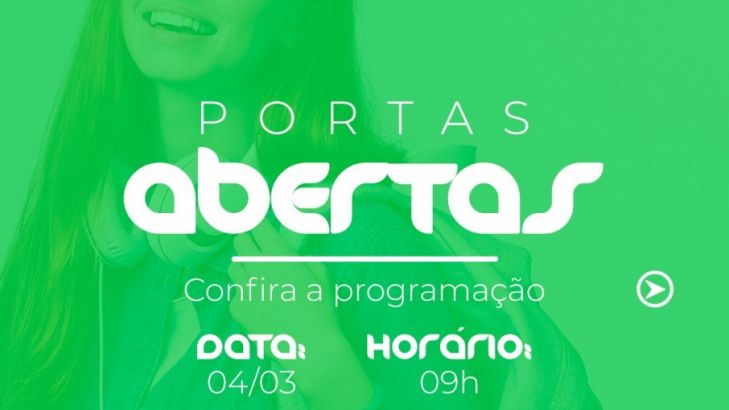 PORTAS
abertas
Confira a programação
DATA: HORÁRIO:
04/03 09h